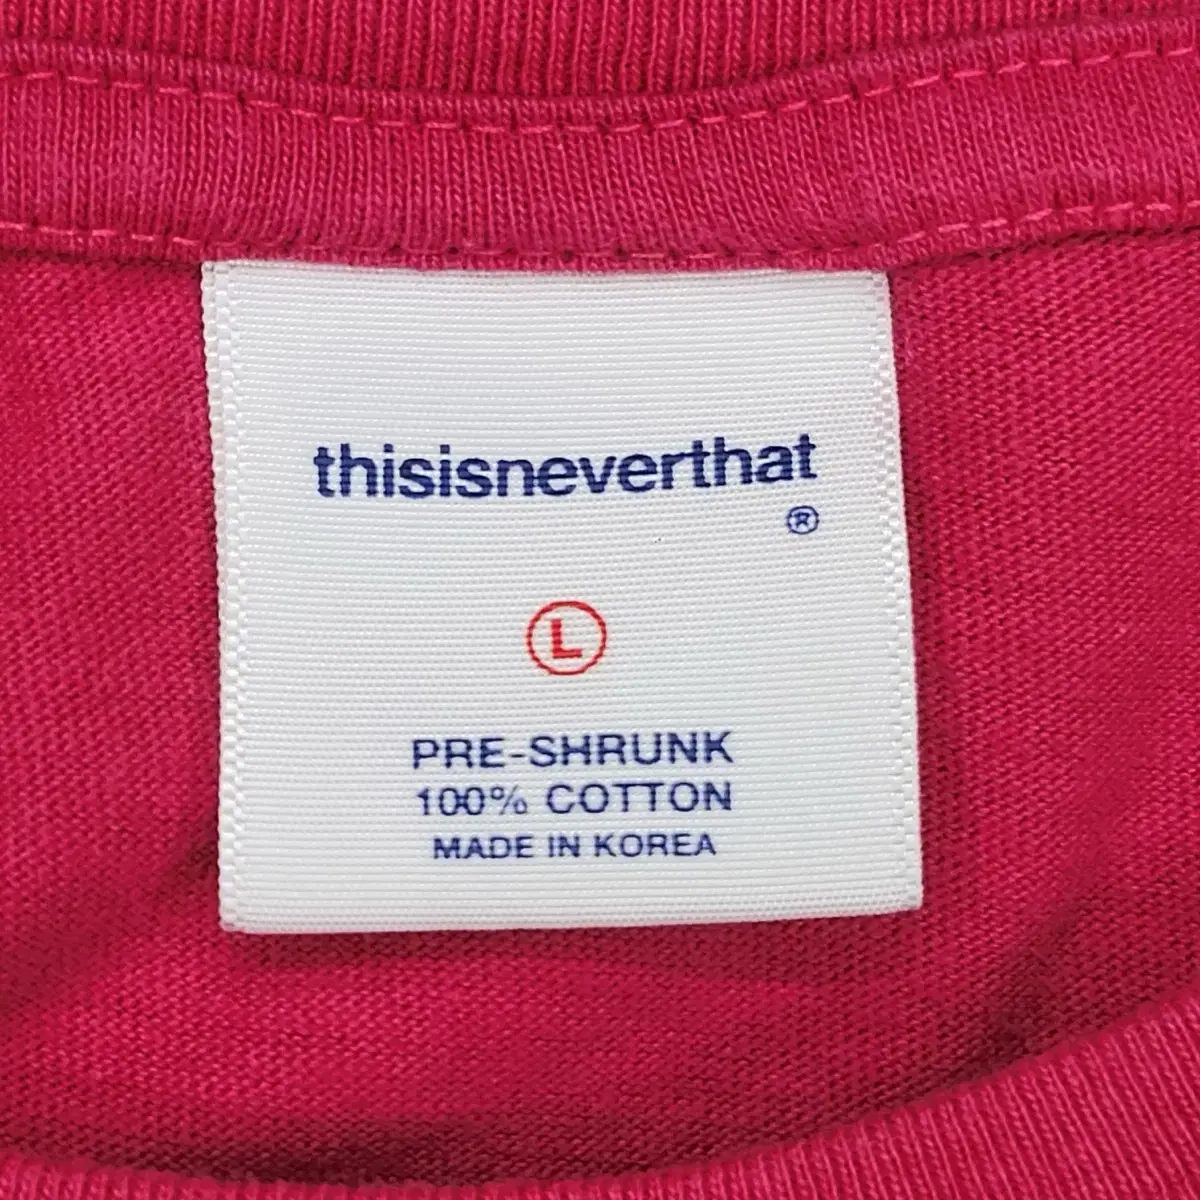 thisisneverthat
®
L
PRE-SHRUNK
100% COTTON
MADE IN KOREA